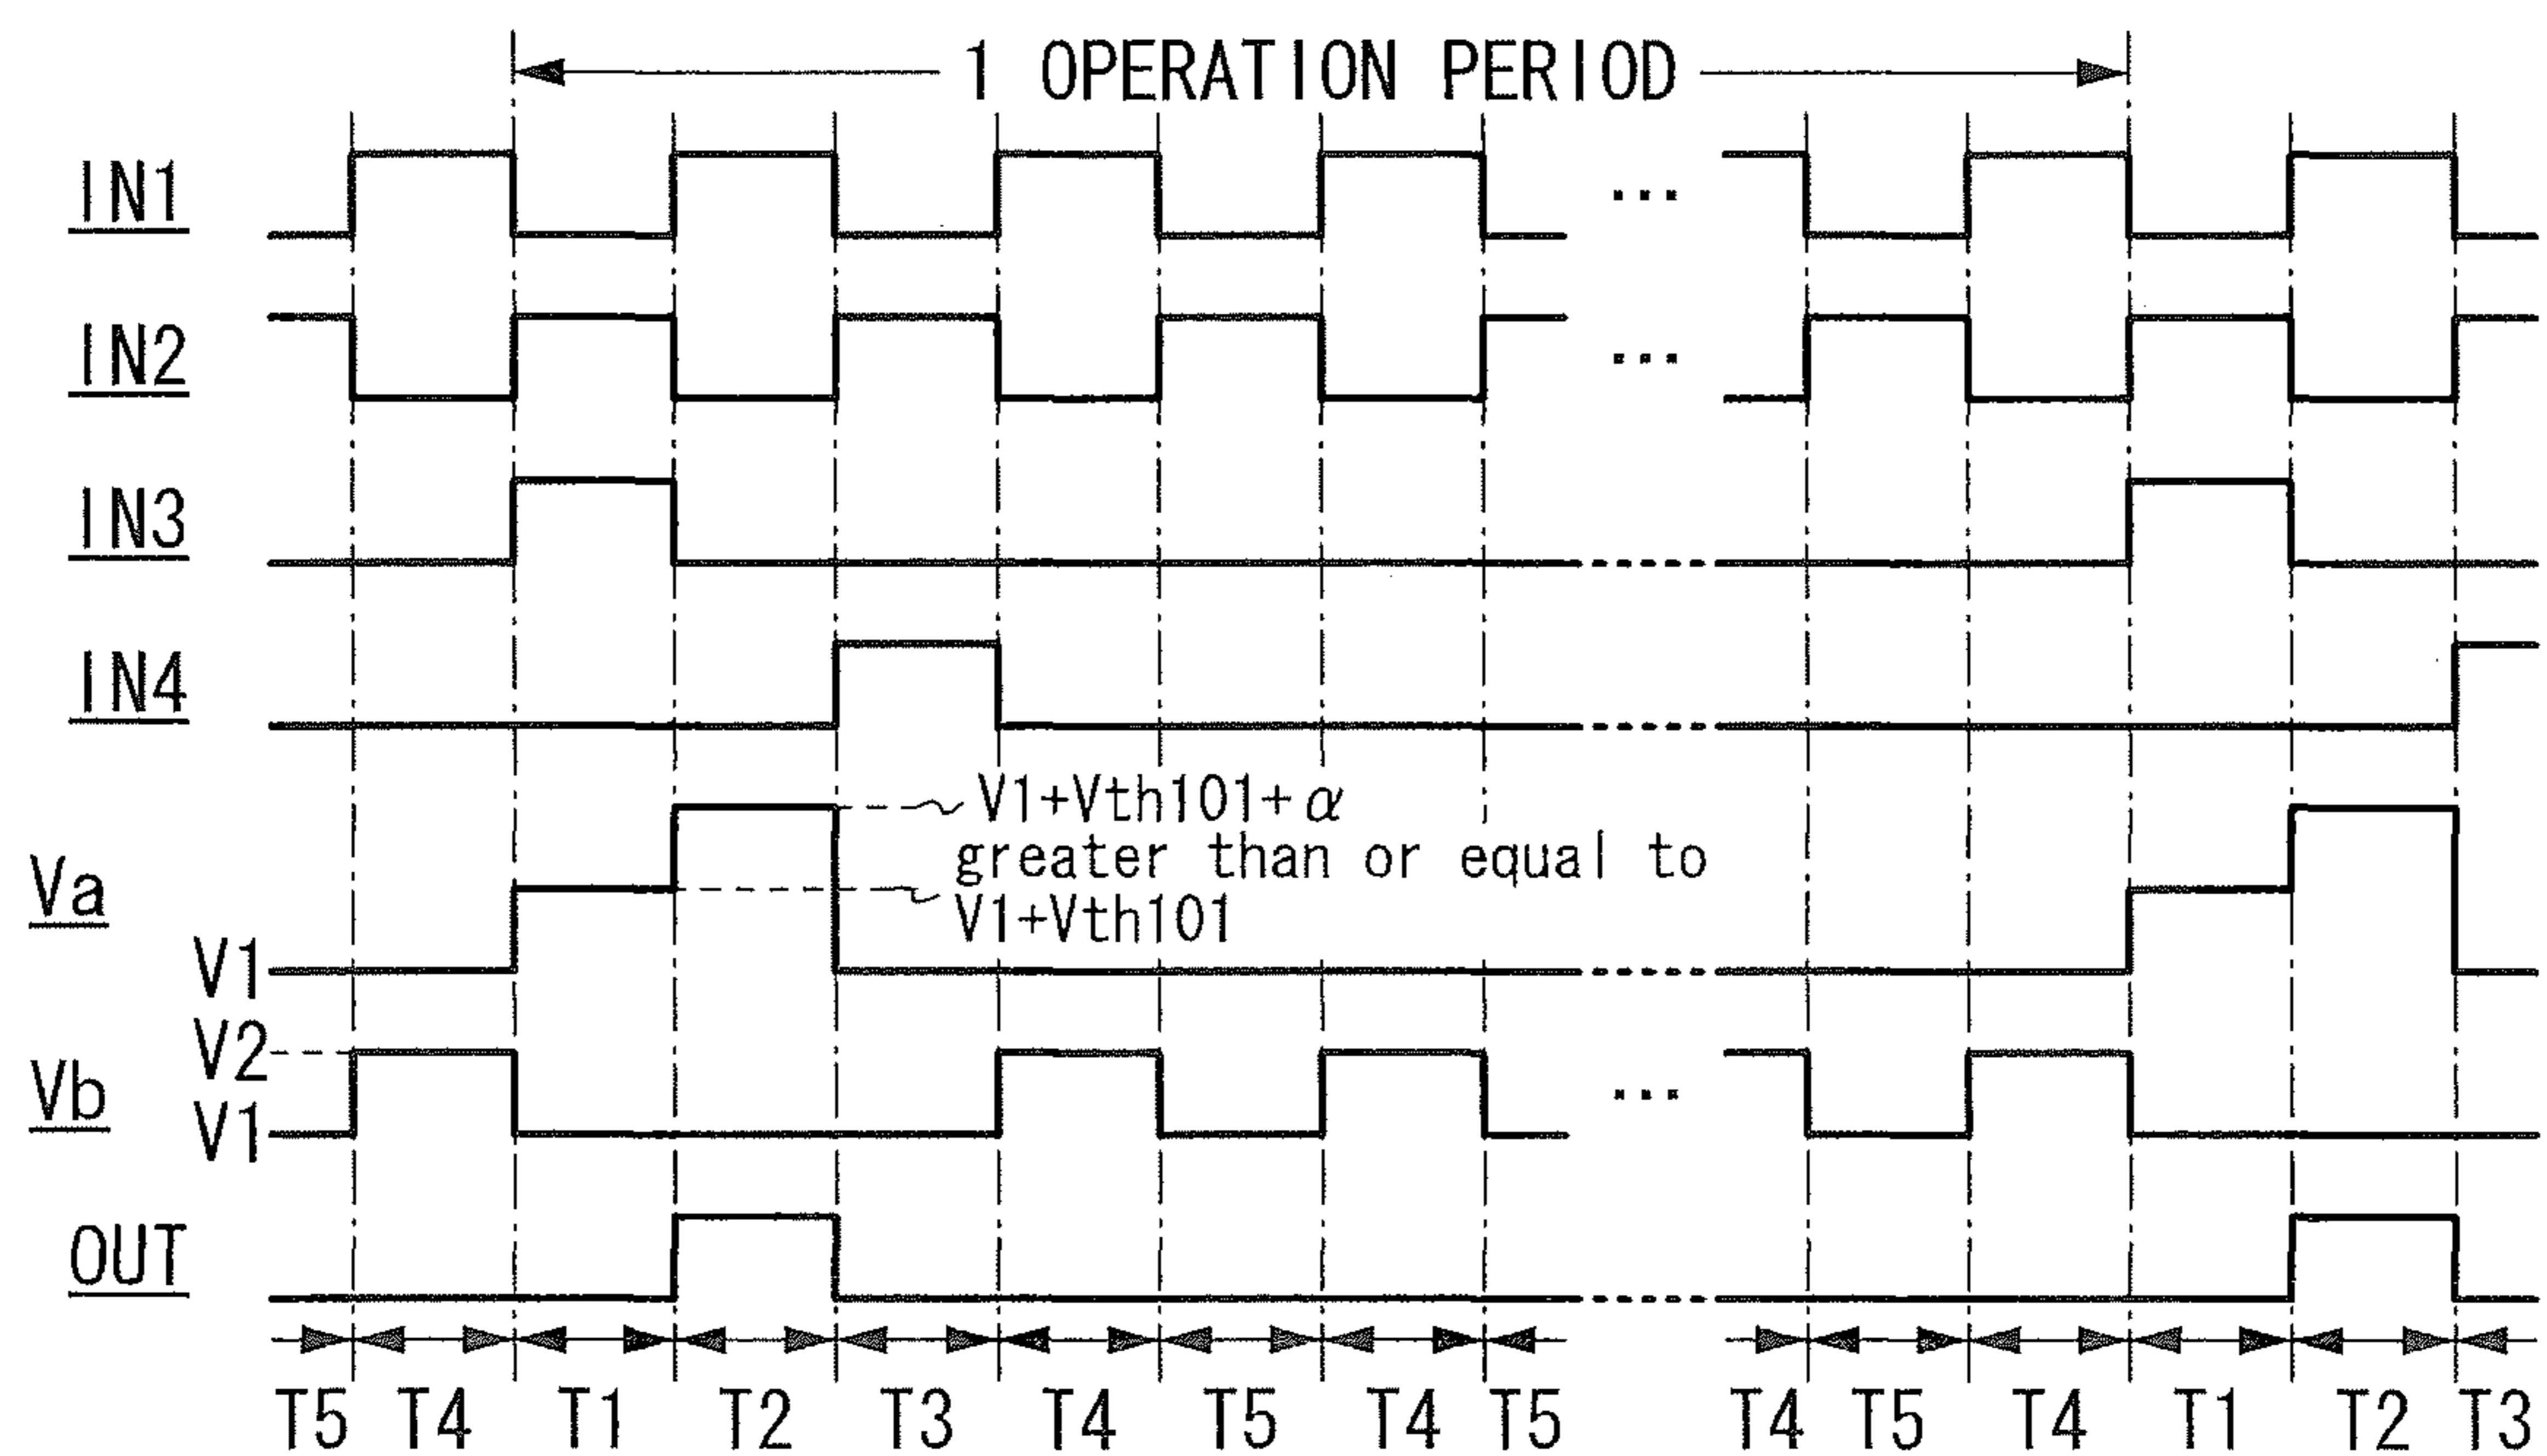 1 OPERATION PERIOD
IN1
...
IN2
...
IN3
IN4
V1+Vth101+α
greater than or equal to
V1+Vth101
Va
V1
V2
Vb
V1
...
OUT
T5 T4 T1 T2 T3 T4 T5 T4 T5 T4 T5 T4 T1 T2 T3